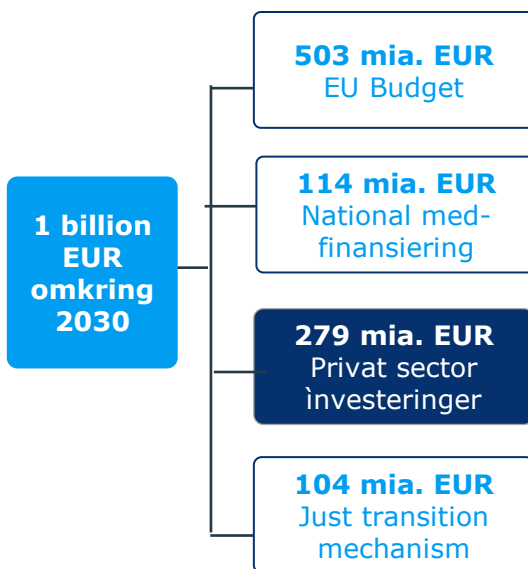 503 mia. EUR
EU Budget
114 mia. EUR
National med-
finansiering
1 billion
EUR
omkring
2030
279 mia. EUR
Privat sector
ìnvesteringer
104 mia. EUR
Just transition
mechanism